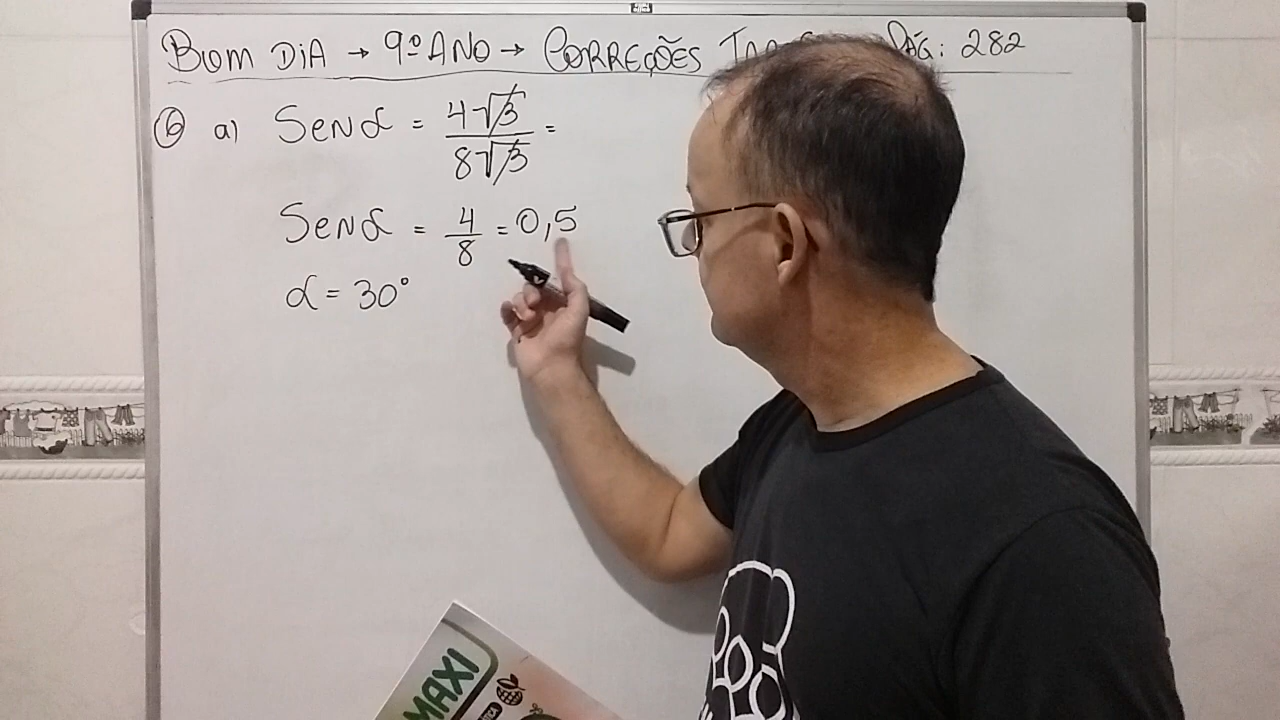 BOM DIA → 9º ANO → CORREÇÕES PÁG: 282
6 a) Sen α = 4√3 / 8√3 =
Sen α = 4/8 = 0,5
α = 30°
MAXI